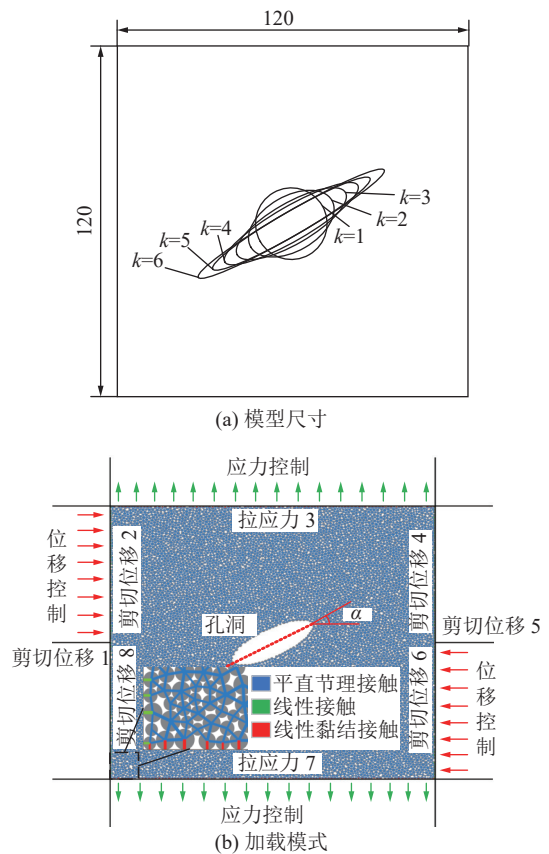 120
120
k=3
k=2
k=1
k=4
k=5
k=6
(a) 模型尺寸
应力控制
拉应力 3
位移控制
剪切位移 2
剪切位移 4
孔洞
α
剪切位移 1
剪切位移 5
剪切位移 8
平直节理接触
线性接触
线性黏结接触
剪切位移 6
位移控制
拉应力 7
应力控制
(b) 加载模式